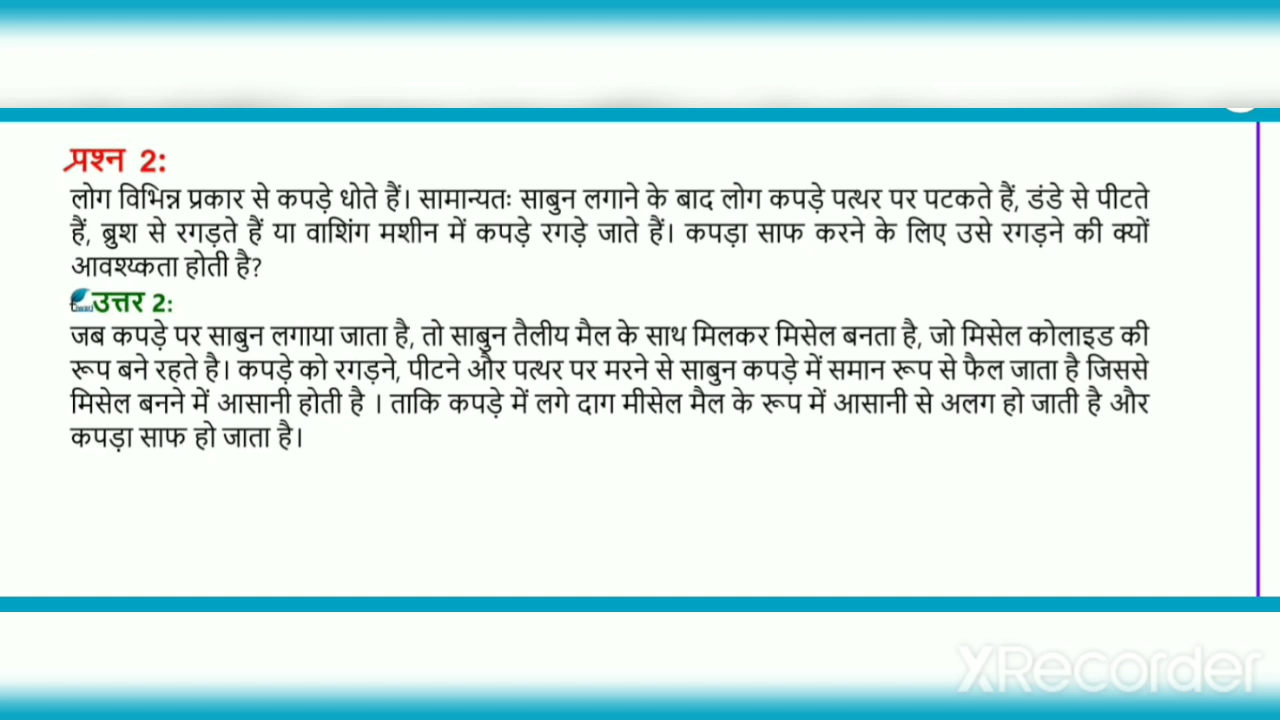 प्रश्न 2:
लोग विभिन्न प्रकार से कपड़े धोते हैं। सामान्यतः साबुन लगाने के बाद लोग कपड़े पत्थर पर पटकते हैं, डंडे से पीटते
हैं, ब्रुश से रगड़ते हैं या वाशिंग मशीन में कपड़े रगड़े जाते हैं। कपड़ा साफ करने के लिए उसे रगड़ने की क्यों
आवश्य्कता होती है?
उत्तर 2:
जब कपड़े पर साबुन लगाया जाता है, तो साबुन तैलीय मैल के साथ मिलकर मिसेल बनता है, जो मिसेल कोलाइड की
रूप बने रहते है। कपड़े को रगड़ने, पीटने और पत्थर पर मरने से साबुन कपड़े में समान रूप से फैल जाता है जिससे
मिसेल बनने में आसानी होती है । ताकि कपड़े में लगे दाग मीसेल मैल के रूप में आसानी से अलग हो जाती है और
कपड़ा साफ हो जाता है।
XRecorder